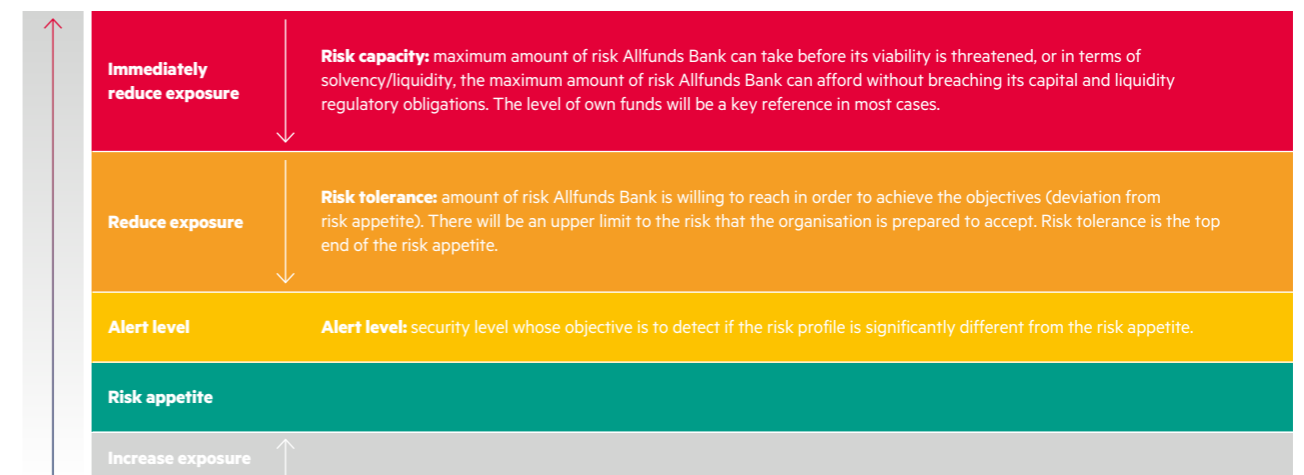 Immediately
reduce exposure
Risk capacity: maximum amount of risk Allfunds Bank can take before its viability is threatened, or in terms of
solvency/liquidity, the maximum amount of risk Allfunds Bank can afford without breaching its capital and liquidity
regulatory obligations. The level of own funds will be a key reference in most cases.
Reduce exposure
Risk tolerance: amount of risk Allfunds Bank is willing to reach in order to achieve the objectives (deviation from
risk appetite). There will be an upper limit to the risk that the organisation is prepared to accept. Risk tolerance is the top
end of the risk appetite.
Alert level
Alert level: security level whose objective is to detect if the risk profile is significantly different from the risk appetite.
Risk appetite
Increase exposure